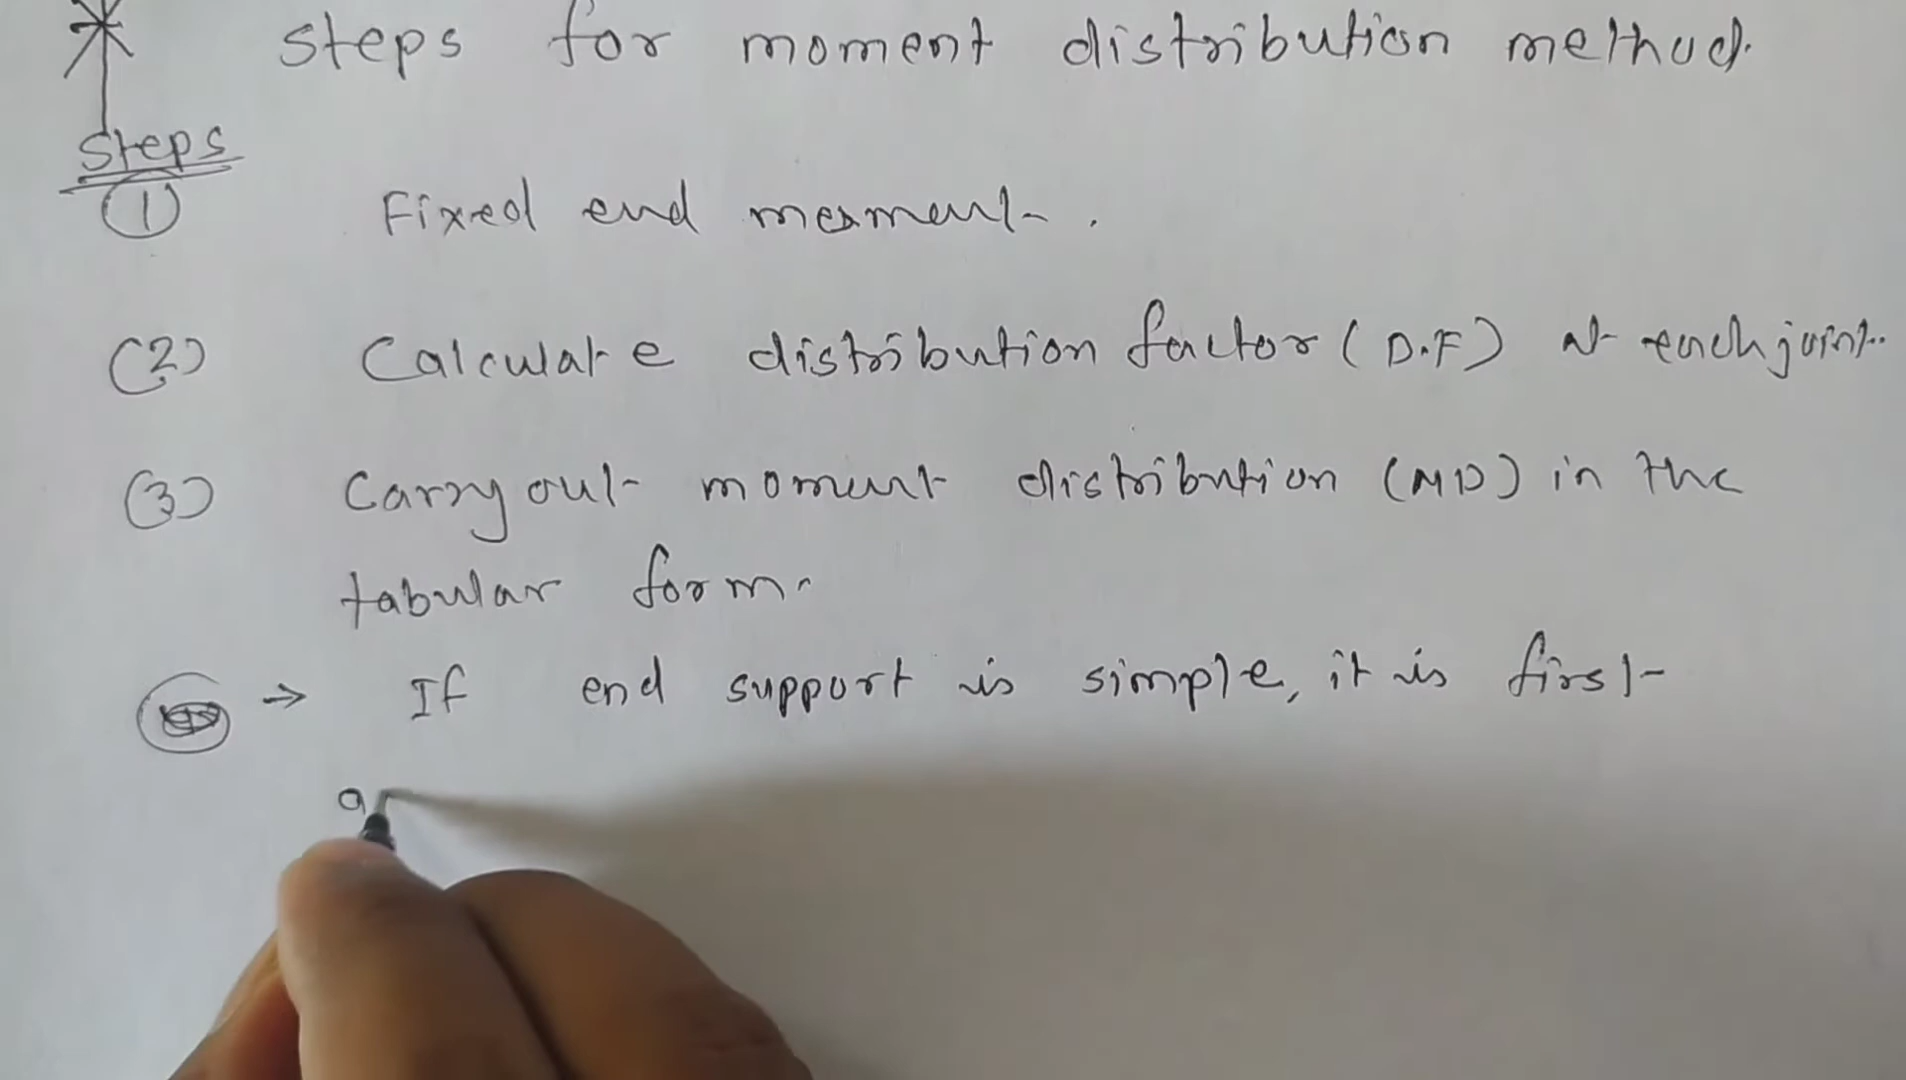 steps for moment distribution method.
Steps
(1) Fixed end moment.
(2) Calculate distribution factor (D.F) at each joint.
(3) Carry out moment distribution (MD) in the
tabular form.
→ If end support is simple, it is first
a